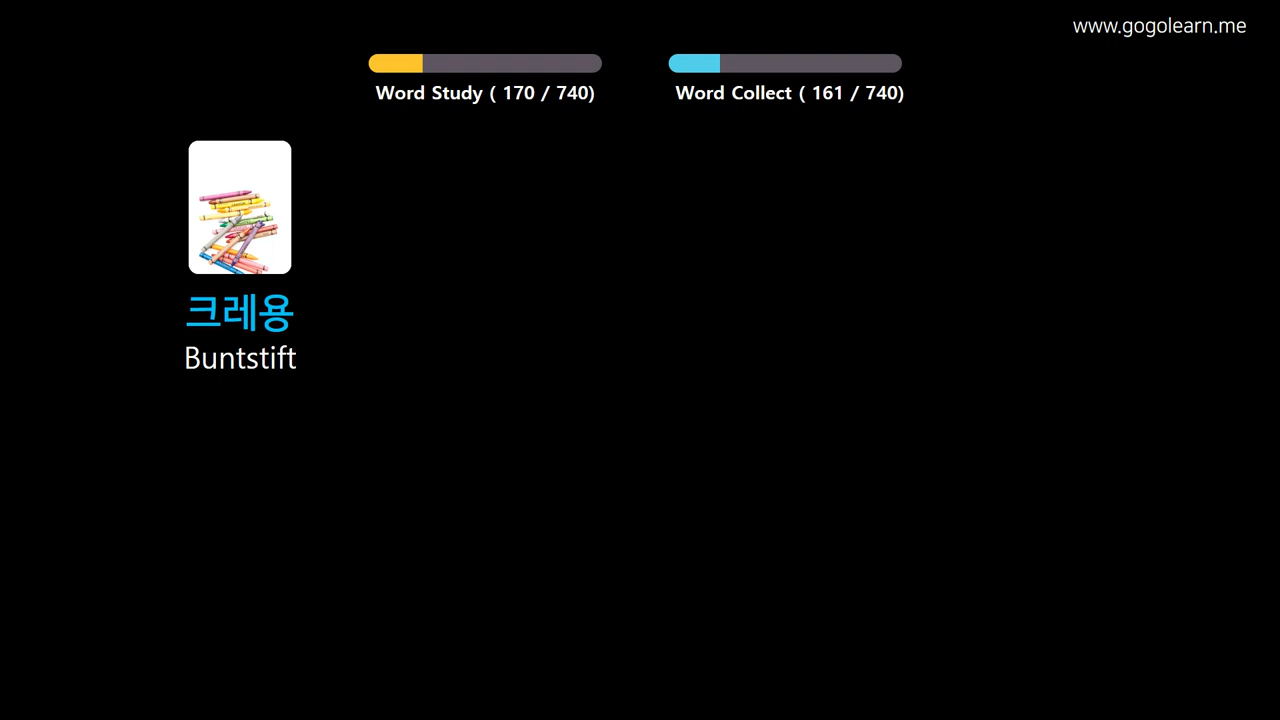 www.gogolearn.me
Word Study ( 170 / 740)
Word Collect ( 161 / 740)
크레용
Buntstift